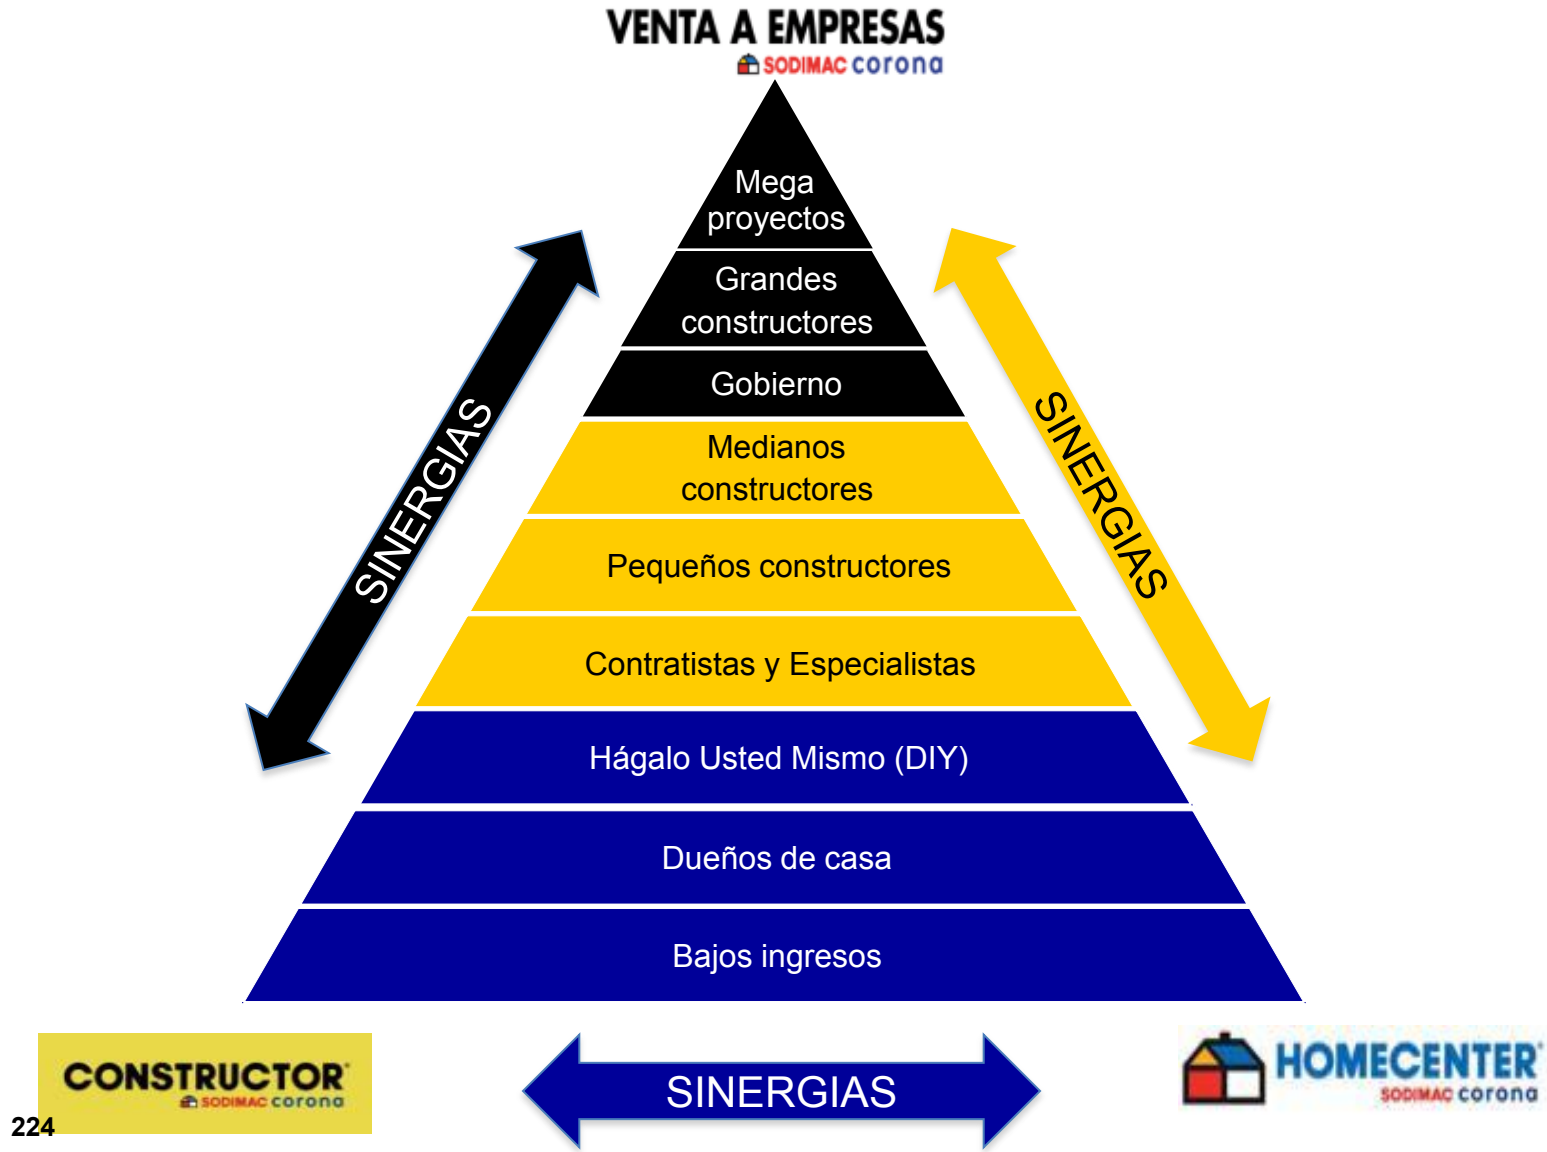 VENTA A EMPRESAS
SODIMAC corona
Mega
proyectos
Grandes
constructores
Gobierno
Medianos
constructores
Pequeños constructores
Contratistas y Especialistas
Hágalo Usted Mismo (DIY)
Dueños de casa
Bajos ingresos
SINERGIAS
SINERGIAS
CONSTRUCTOR
SODIMAC corona
SINERGIAS
HOMECENTER
SODIMAC corona
224